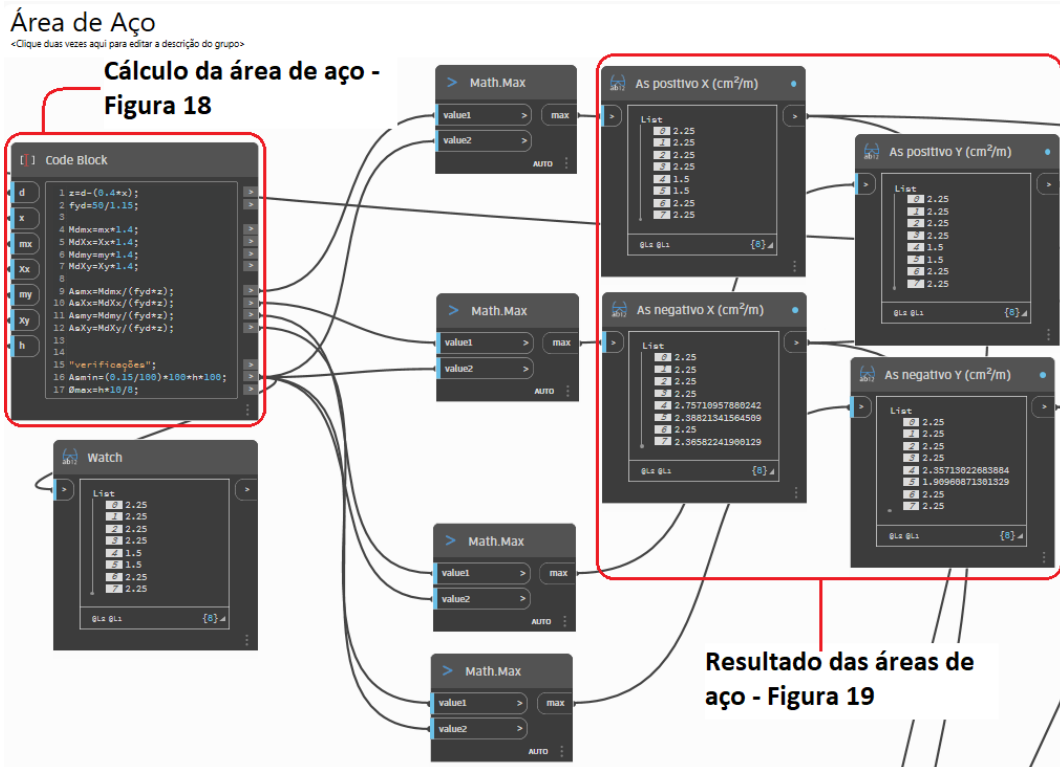 Área de Aço
<Clique duas vezes aqui para editar a descrição do grupo>
Cálculo da área de aço -
Figura 18
Code Block
d
x
mx
Xx
my
Xy
h
1 z=d-(0.4*x);
2 fyd=50/1.15;
3
4 Mdmx=mx*1.4;
5 MdXx=Xx*1.4;
6 Mdmy=my*1.4;
7 MdXy=Xy*1.4;
8
9 Asmx=Mdmx/(fyd*z);
10 AsXx=MdXx/(fyd*z);
11 Asmy=Mdmy/(fyd*z);
12 AsXy=MdXy/(fyd*z);
13
14
15 "verificações";
16 Asmin=(0.15/100)*100*h*100;
17 Ømax=h*10/8;
Watch
List
0 2.25
1 2.25
2 2.25
3 2.25
4 1.5
5 1.5
6 2.25
7 2.25
@L2 @L1 {8}
Math.Max
value1 > max
value2 >
AUTO
Math.Max
value1 > max
value2 >
AUTO
Math.Max
value1 > max
value2 >
AUTO
Math.Max
value1 > max
value2 >
AUTO
As positivo X (cm²/m)
List
0 2.25
1 2.25
2 2.25
3 2.25
4 1.5
5 1.5
6 2.25
7 2.25
@L2 @L1 {8}
As positivo Y (cm²/m)
List
0 2.25
1 2.25
2 2.25
3 2.25
4 1.5
5 1.5
6 2.25
7 2.25
@L2 @L1 {8}
As negativo X (cm²/m)
List
0 2.25
1 2.25
2 2.25
3 2.25
4 2.75710957880242
5 2.38821341564509
6 2.25
7 2.36582241900129
@L2 @L1 {8}
As negativo Y (cm²/m)
List
0 2.25
1 2.25
2 2.25
3 2.25
4 2.35713022683884
5 1.90960871301329
6 2.25
7 2.25
@L2 @L1 {8}
Resultado das áreas de
aço - Figura 19